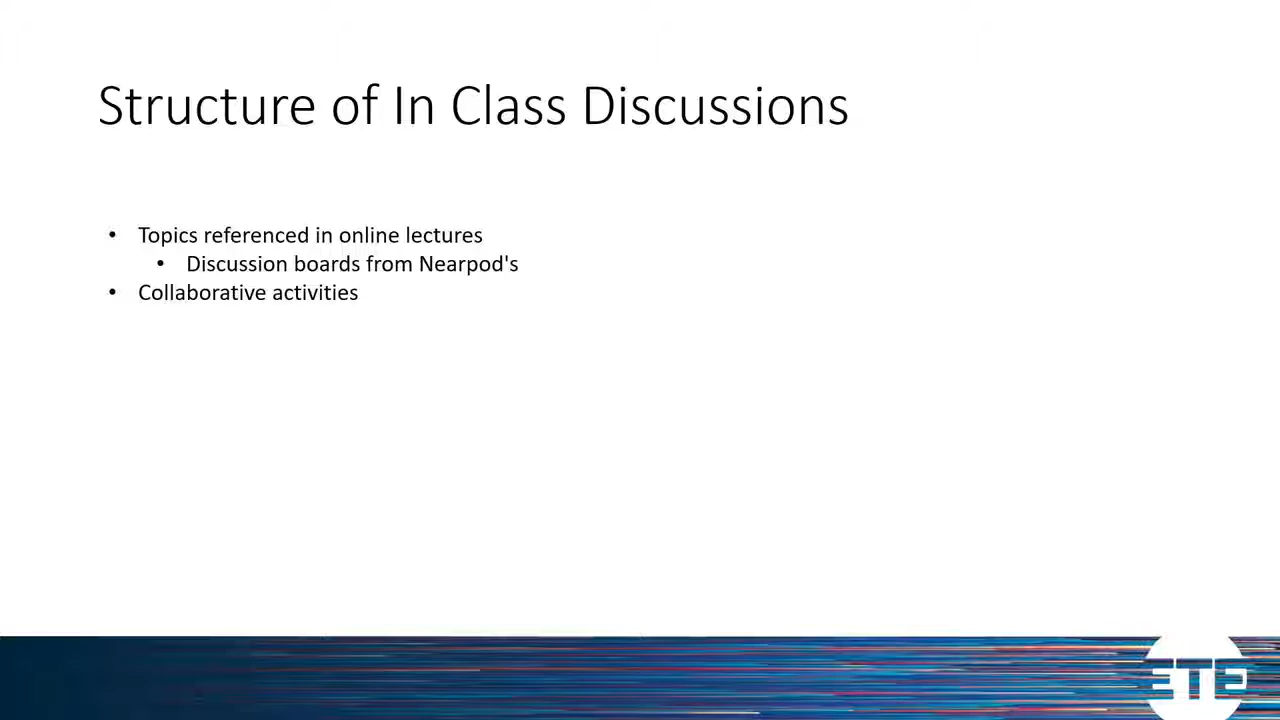 Structure of In Class Discussions
• Topics referenced in online lectures
• Discussion boards from Nearpod's
• Collaborative activities